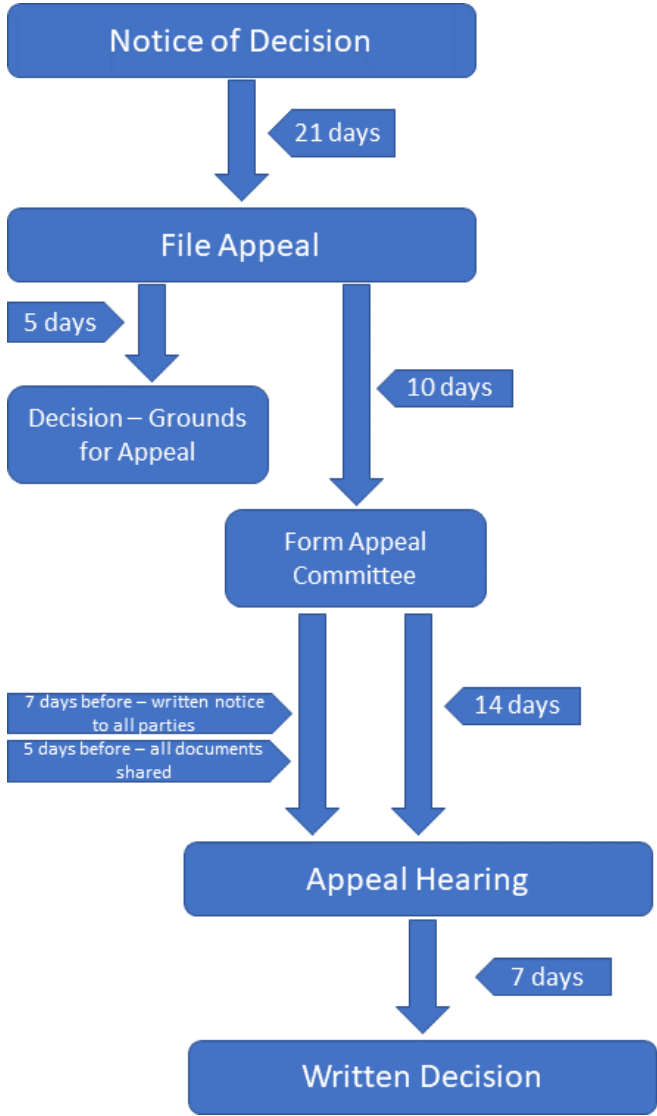 Notice of Decision
21 days
File Appeal
5 days
10 days
Decision – Grounds
for Appeal
Form Appeal
Committee
7 days before – written notice
to all parties
14 days
5 days before – all documents
shared
Appeal Hearing
7 days
Written Decision